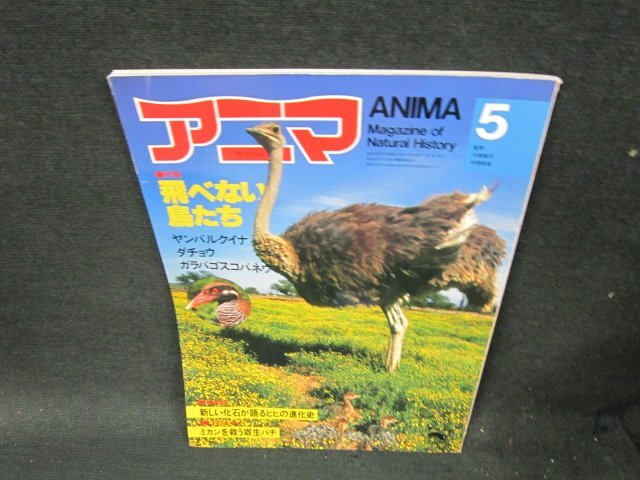 アニマ
ANIMA
Magazine of
Natural History
5
飛べない
鳥たち
ヤンバルクイナ
ダチョウ
ガラパゴスコバネウ
新しい化石が語るヒヒの進化史
ミカンを救う寄生バチ